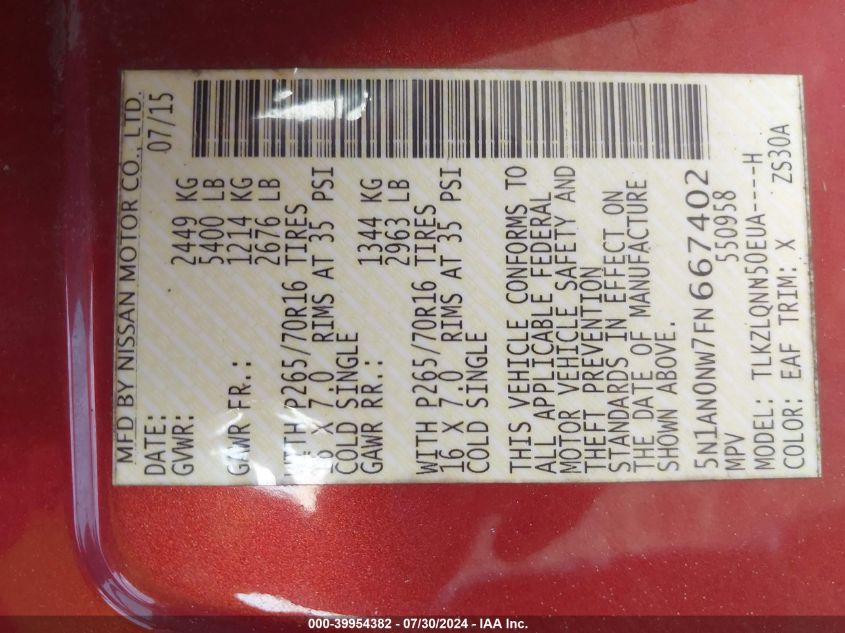 MFD BY NISSAN MOTOR CO., LTD.
DATE: 07/15
GVWR: 2449 KG
5400 LB
GAWR FR.: 1214 KG
2676 LB
WITH P265/70R16 TIRES
16 X 7.0 RIMS AT 35 PSI
COLD SINGLE
GAWR RR.: 1344 KG
2963 LB
WITH P265/70R16 TIRES
16 X 7.0 RIMS AT 35 PSI
COLD SINGLE
THIS VEHICLE CONFORMS TO
ALL APPLICABLE FEDERAL
MOTOR VEHICLE SAFETY AND
THEFT PREVENTION
STANDARDS IN EFFECT ON
THE DATE OF MANUFACTURE
SHOWN ABOVE.
5N1AN0NW7FN667402
MPV 550958
MODEL: TLKZLQNN50EUA----H
COLOR: EAF TRIM: X ZS30A
000-39954382 - 07/30/2024 - IAA Inc.